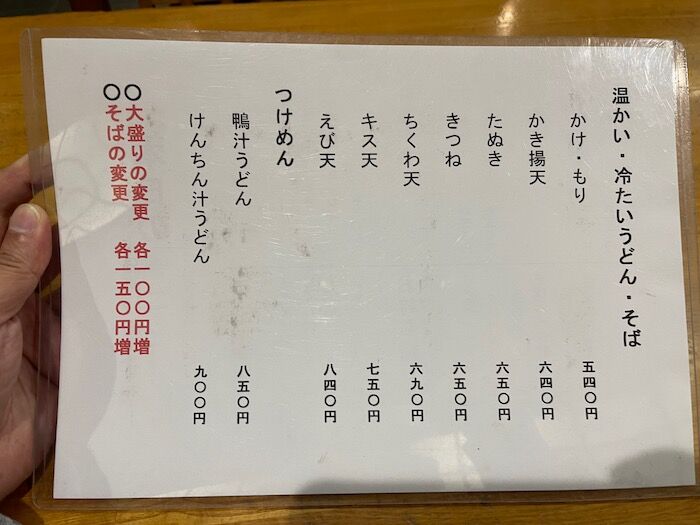 温かい・冷たいうどん・そば
かけ・もり 五四〇円
かき揚天 六四〇円
たぬき 六五〇円
きつね 六五〇円
ちくわ天 六九〇円
キス天 七五〇円
えび天 八四〇円
つけめん
鴨汁うどん 八五〇円
けんちん汁うどん 九〇〇円
〇大盛りの変更 各一〇〇円増
〇そばの変更 各一五〇円増